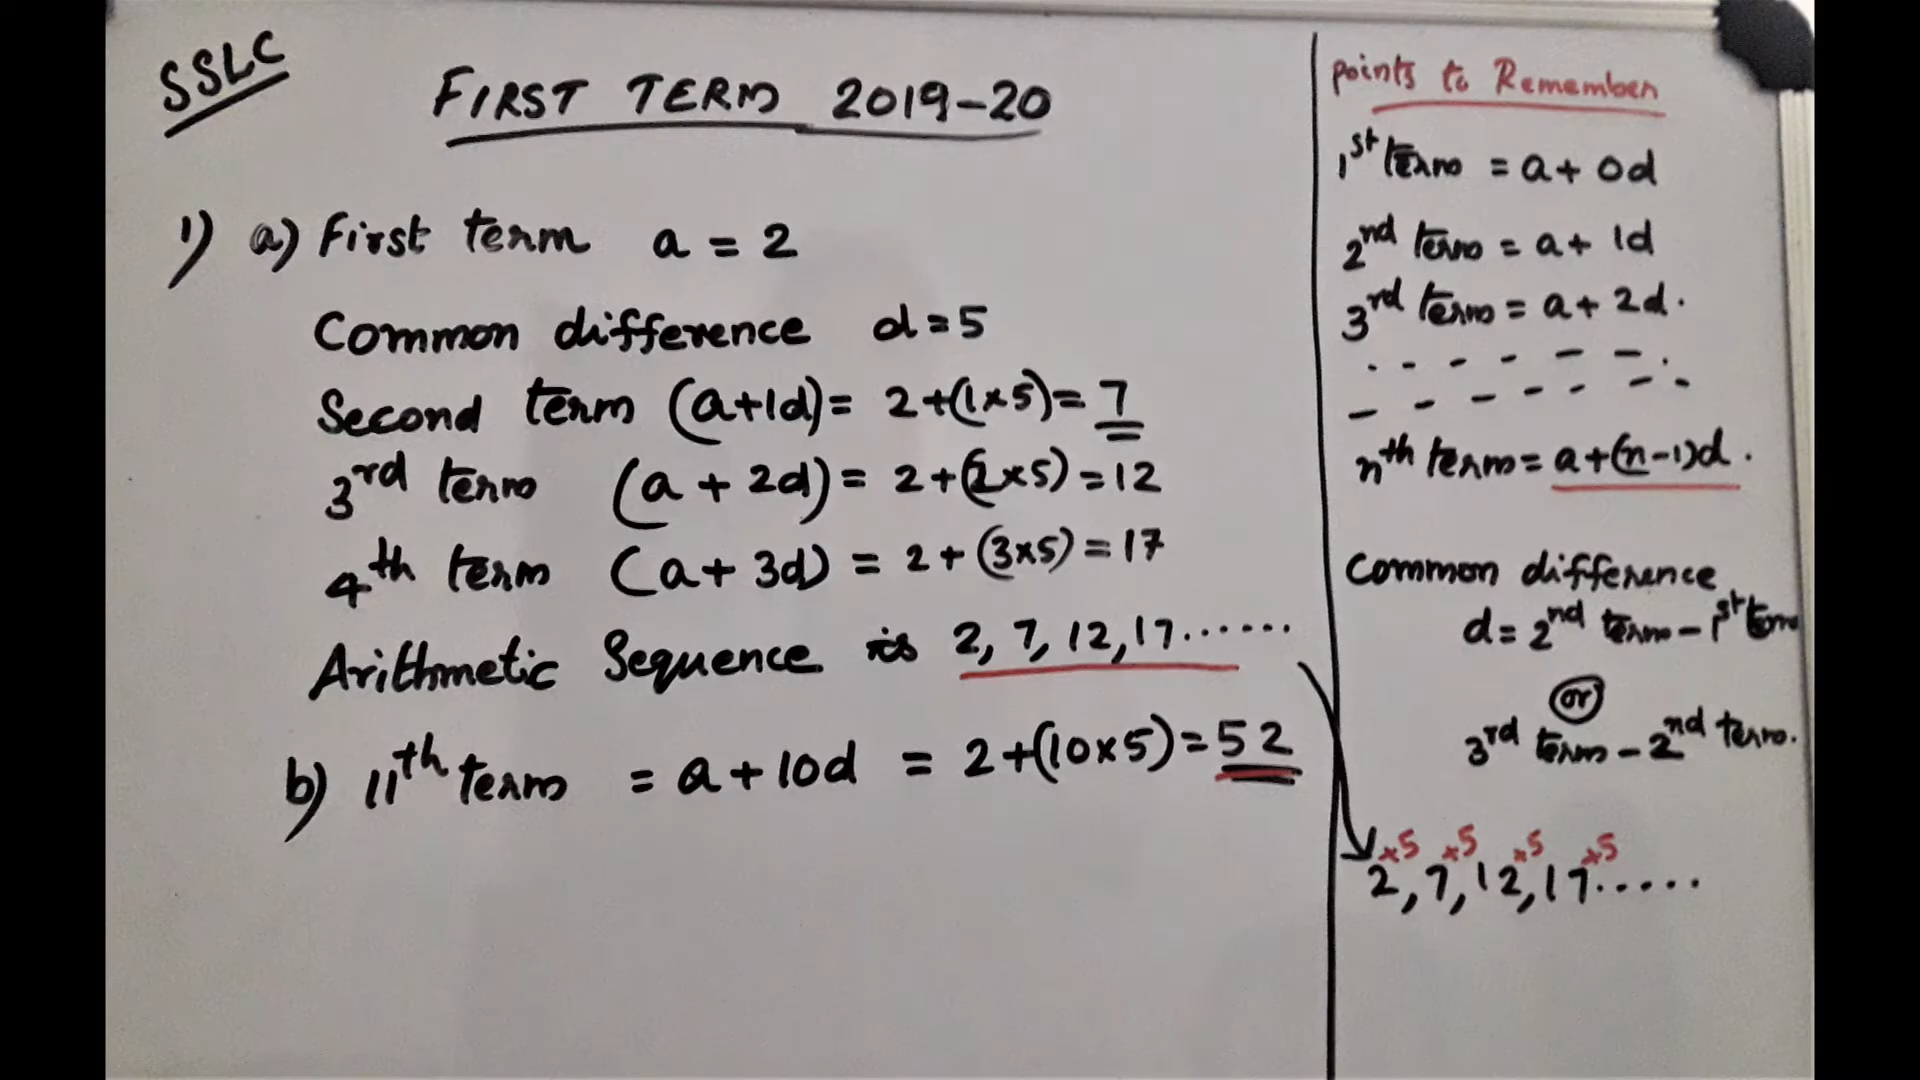 SSLC
FIRST TERM 2019-20
1) a) First term a = 2
Common difference d = 5
Second term (a+1d) = 2+(1×5) = 7
3rd term (a + 2d) = 2+(2×5) = 12
4th term (a + 3d) = 2 + (3×5) = 17
Arithmetic Sequence is 2, 7, 12, 17......
b) 11th term = a + 10d = 2+(10×5) = 52
points to Remember
1st term = a + 0d
2nd term = a + 1d
3rd term = a + 2d.
. - - - - - .
- - - - - - -
nth term = a+(n-1)d.
Common difference
d = 2nd term - 1st term
or
3rd term - 2nd term.
+5 +5 +5 +5
2, 7, 12, 17.....